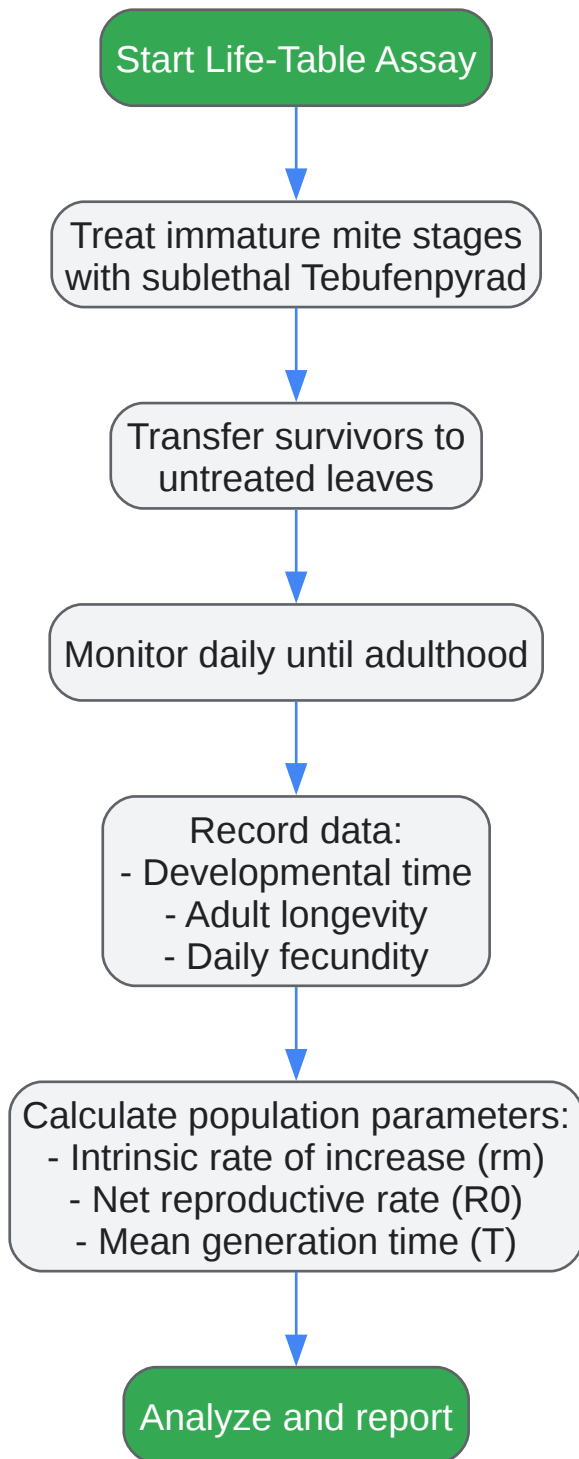 Start Life-Table Assay
Treat immature mite stages
with sublethal Tebufenpyrad
Transfer survivors to
untreated leaves
Monitor daily until adulthood
Record data:
- Developmental time
- Adult longevity
- Daily fecundity
Calculate population parameters:
- Intrinsic rate of increase (rm)
- Net reproductive rate (R0)
- Mean generation time (T)
Analyze and report